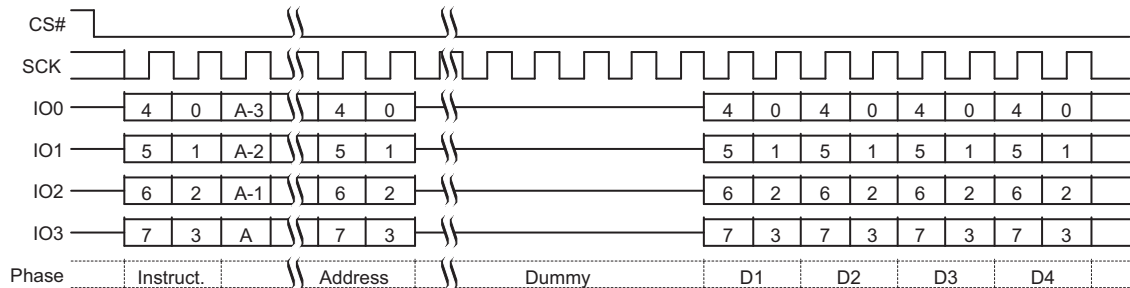 CS#
SCK
IO0 4 0 A-3 4 0 4 0 4 0 4 0 4 0
IO1 5 1 A-2 5 1 5 1 5 1 5 1 5 1
IO2 6 2 A-1 6 2 6 2 6 2 6 2 6 2
IO3 7 3 A 7 3 7 3 7 3 7 3 7 3
Phase Instruct. Address Dummy D1 D2 D3 D4